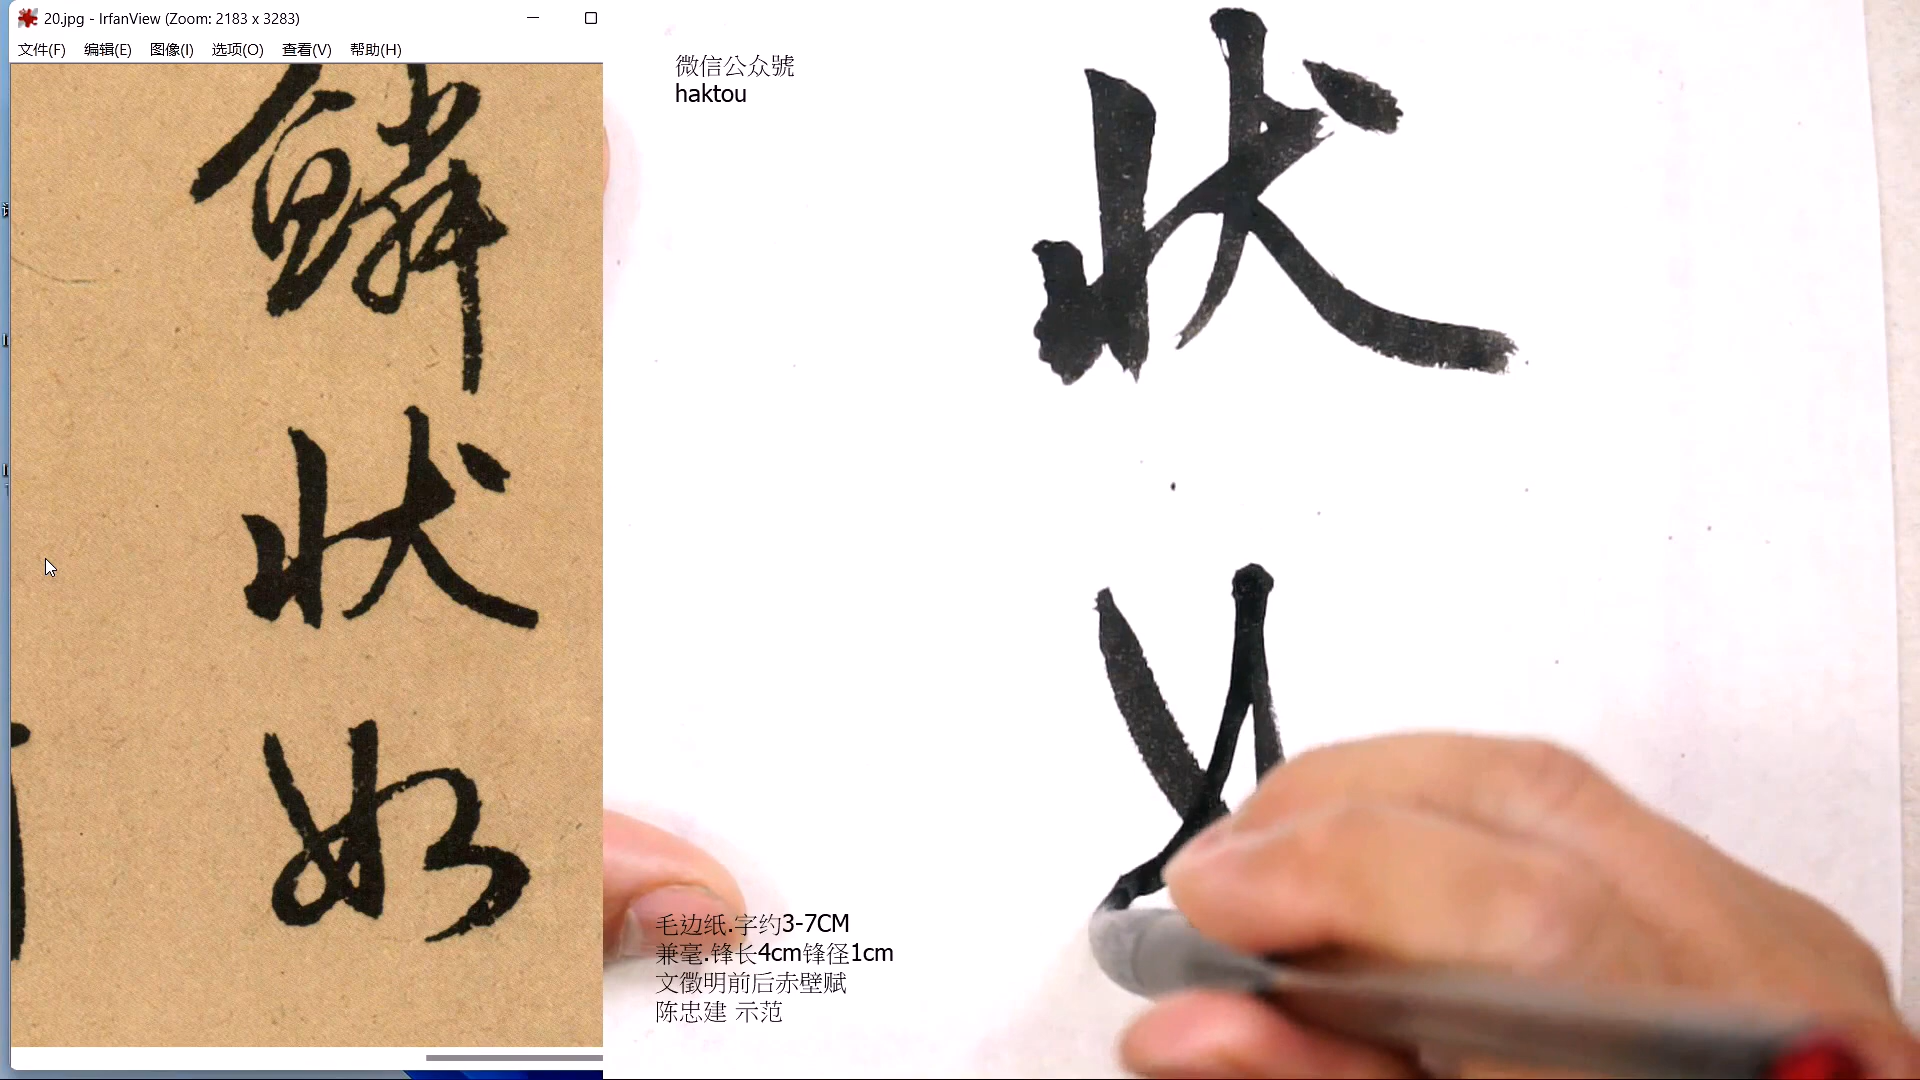 20.jpg - IrfanView (Zoom: 2183 x 3283)
文件(F) 编辑(E) 图像(I) 选项(O) 查看(V) 帮助(H)
鳞
状
如
微信公众號
haktou
状
毛边纸.字约3-7CM
兼毫.锋长4cm锋径1cm
文徵明前后赤壁赋
陈忠建 示范